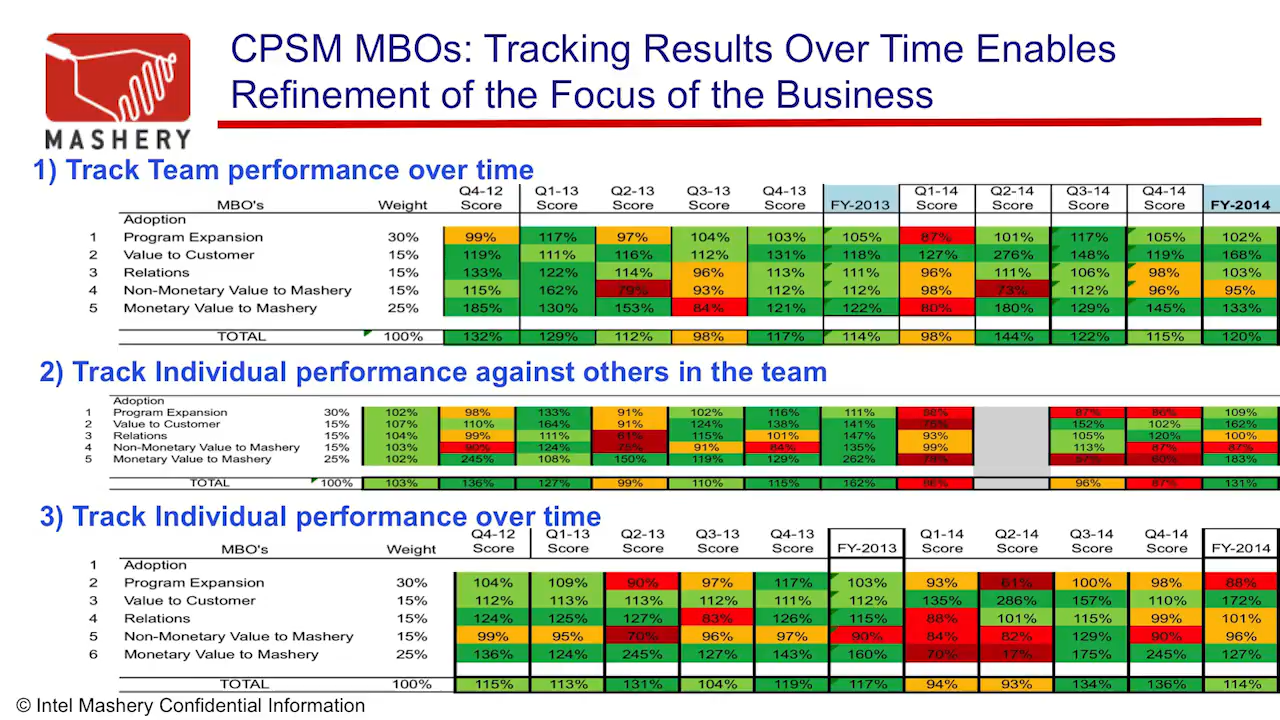 MASHERY
CPSM MBOs: Tracking Results Over Time Enables
Refinement of the Focus of the Business
1) Track Team performance over time
MBO's Weight Q4-12 Score Q1-13 Score Q2-13 Score Q3-13 Score Q4-13 Score FY-2013 Q1-14 Score Q2-14 Score Q3-14 Score Q4-14 Score FY-2014
Adoption
1 Program Expansion 30% 99% 117% 97% 104% 103% 105% 87% 101% 117% 105% 102%
2 Value to Customer 15% 119% 111% 116% 112% 131% 118% 127% 276% 148% 119% 168%
3 Relations 15% 133% 122% 114% 96% 113% 111% 96% 111% 106% 98% 103%
4 Non-Monetary Value to Mashery 15% 115% 162% 79% 93% 112% 112% 98% 73% 112% 96% 95%
5 Monetary Value to Mashery 25% 185% 130% 153% 84% 121% 122% 80% 180% 129% 145% 133%
TOTAL 100% 132% 129% 112% 98% 117% 114% 98% 144% 122% 115% 120%
2) Track Individual performance against others in the team
Adoption
1 Program Expansion 30% 102% 98% 133% 91% 102% 116% 111% 87% 86% 109%
2 Value to Customer 15% 107% 110% 164% 91% 124% 138% 141% 75% 152% 102% 162%
3 Relations 15% 104% 99% 111% 61% 115% 101% 147% 93% 105% 120% 100%
4 Non-Monetary Value to Mashery 15% 103% 90% 124% 91% 84% 135% 99% 113% 87% 87%
5 Monetary Value to Mashery 25% 102% 245% 108% 150% 119% 129% 262% 183%
TOTAL 100% 103% 136% 127% 99% 110% 115% 162% 86% 96% 87% 131%
3) Track Individual performance over time
MBO's Weight Q4-12 Score Q1-13 Score Q2-13 Score Q3-13 Score Q4-13 Score FY-2013 Q1-14 Score Q2-14 Score Q3-14 Score Q4-14 Score FY-2014
1 Adoption
2 Program Expansion 30% 104% 109% 90% 97% 117% 103% 93% 61% 100% 98% 88%
3 Value to Customer 15% 112% 113% 113% 112% 111% 112% 135% 286% 157% 110% 172%
4 Relations 15% 124% 125% 127% 83% 126% 115% 88% 101% 115% 99% 101%
5 Non-Monetary Value to Mashery 15% 99% 95% 70% 96% 97% 90% 84% 82% 129% 90% 96%
6 Monetary Value to Mashery 25% 136% 124% 245% 127% 143% 160% 70% 17% 175% 245% 127%
TOTAL 100% 115% 113% 131% 104% 119% 117% 94% 93% 134% 136% 114%
© Intel Mashery Confidential Information